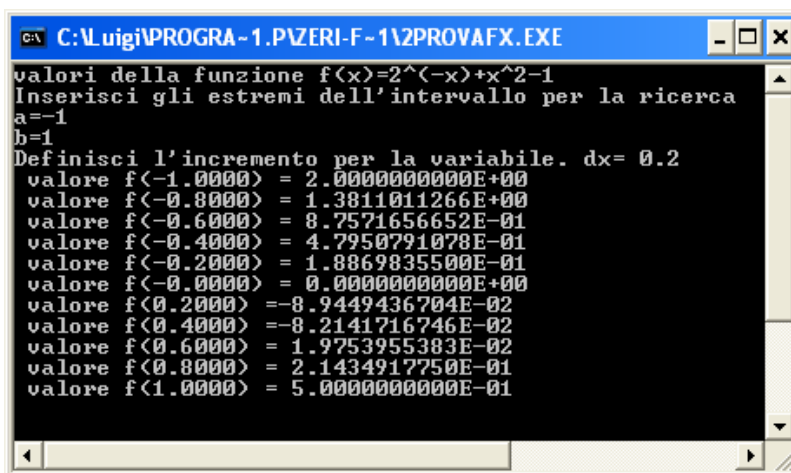 C:\Luigi\PROGRA~1.P\ZERI-F~1\2PROVAFX.EXE
valori della funzione f(x)=2^(-x)+x^2-1
Inserisci gli estremi dell'intervallo per la ricerca
a=-1
b=1
Definisci l'incremento per la variabile. dx= 0.2
valore f(-1.0000) = 2.0000000000E+00
valore f(-0.8000) = 1.3811011266E+00
valore f(-0.6000) = 8.7571656652E-01
valore f(-0.4000) = 4.7950791078E-01
valore f(-0.2000) = 1.8869835500E-01
valore f(-0.0000) = 0.0000000000E+00
valore f(0.2000) =-8.9449436704E-02
valore f(0.4000) =-8.2141716746E-02
valore f(0.6000) = 1.9753955383E-02
valore f(0.8000) = 2.1434917750E-01
valore f(1.0000) = 5.0000000000E-01